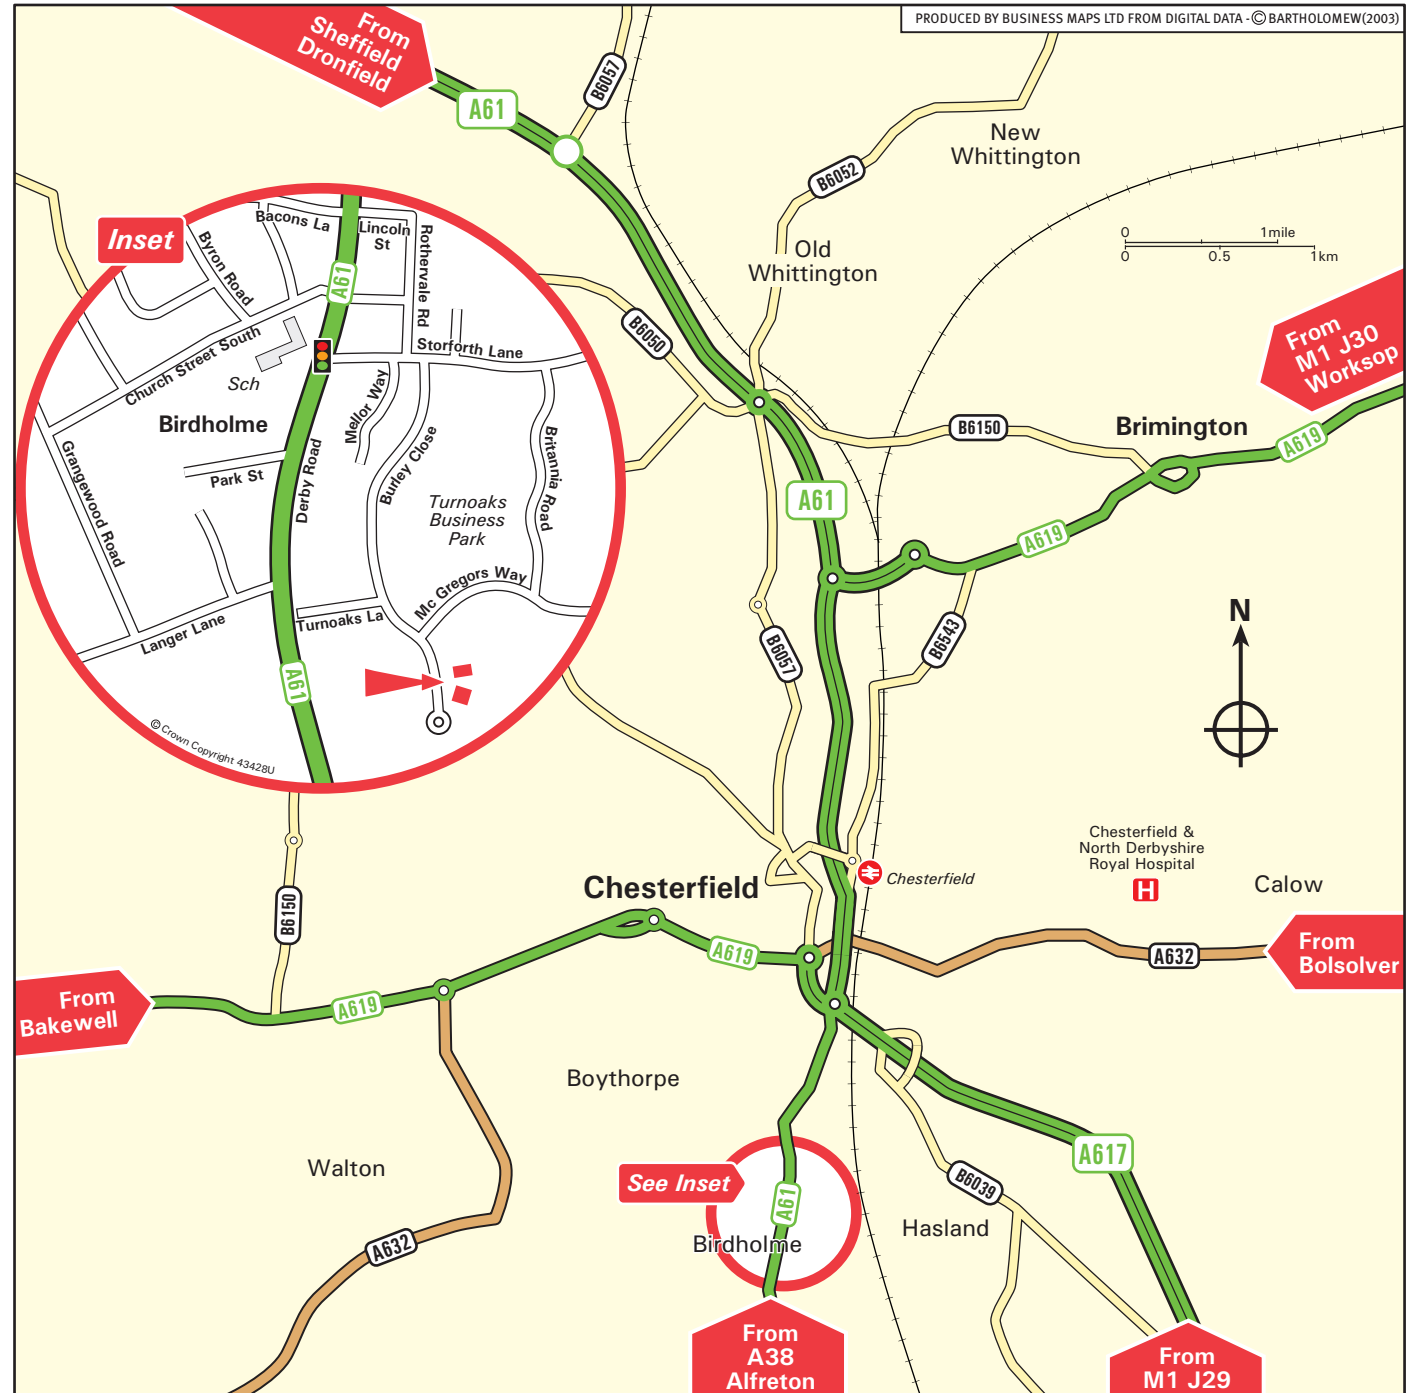 PRODUCED BY BUSINESS MAPS LTD FROM DIGITAL DATA - © BARTHOLOMEW(2003)
From
Sheffield
Dronfield
A61
B6057
New
Whittington
B6052
Old
Whittington
0
1mile
0
0.5
1km
Inset
Bacons La
Lincoln
St
Byron Road
A61
Rothervale Rd
Church Street South
Storforth Lane
Sch
Mellor Way
Birdholme
Burley Close
Britannia Road
Grangewood Road
Park St
Derby Road
Turnoaks
Business
Park
Mc Gregors Way
Langer Lane
Turnoaks La
A61
© Crown Copyright 43428U
B6050
From
M1 J30
Worksop
B6150
Brimington
A619
A61
A619
B6057
B6543
N
Chesterfield &
North Derbyshire
Royal Hospital
H
Calow
Chesterfield
Chesterfield
B6150
A619
A632
From
Bolsolver
From
Bakewell
A619
Boythorpe
Walton
A617
See Inset
A61
B6039
Birdholme
Hasland
A632
From
A38
Alfreton
From
M1 J29